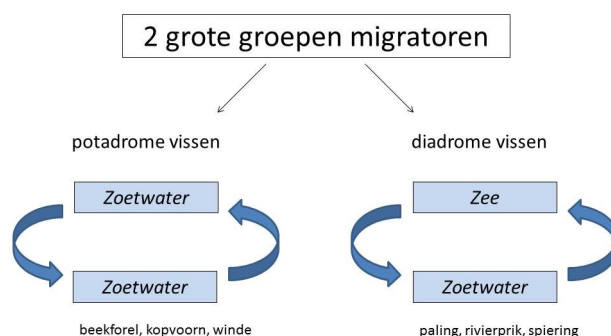 2 grote groepen migratoren
potadrome vissen
Zoetwater
Zoetwater
beekforel, kopvoorn, winde
diadrome vissen
Zee
Zoetwater
paling, rivierprik, spiering